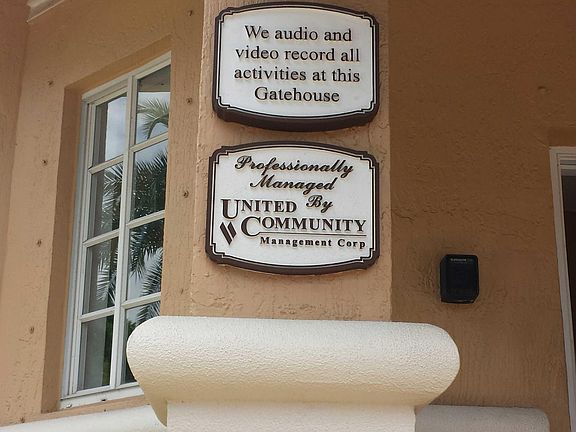 We audio and
video record all
activities at this
Gatehouse
Professionally
Managed
By
UNITED
COMMUNITY
Management Corp